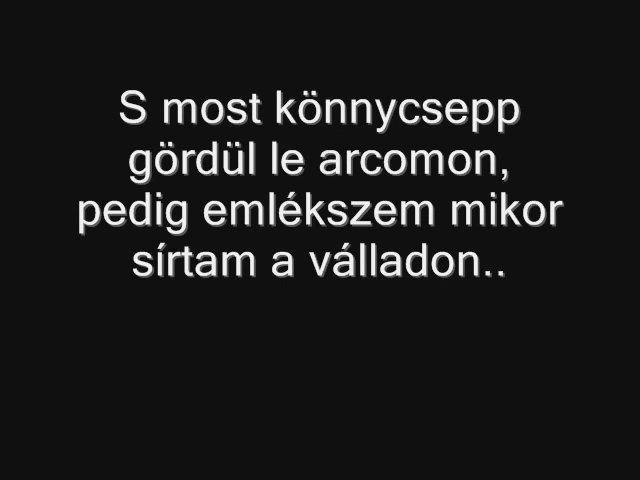 S most könnycsepp
gördül le arcomon,
pedig emlékszem mikor
sírtam a válladon..